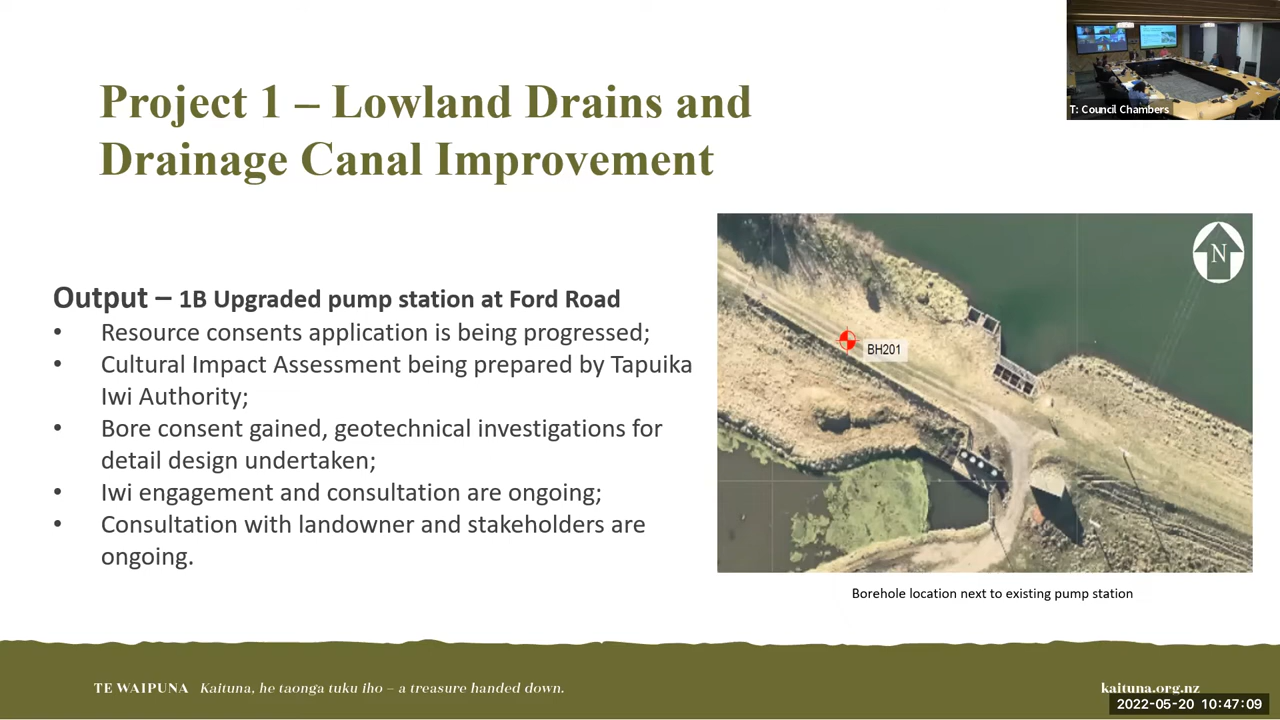 T: Council Chambers
Project 1 – Lowland Drains and
Drainage Canal Improvement
Output – 1B Upgraded pump station at Ford Road
• Resource consents application is being progressed;
• Cultural Impact Assessment being prepared by Tapuika
Iwi Authority;
• Bore consent gained, geotechnical investigations for
detail design undertaken;
• Iwi engagement and consultation are ongoing;
• Consultation with landowner and stakeholders are
ongoing.
N
BH201
Borehole location next to existing pump station
TE WAIPUNA Kaituna, he taonga tuku iho – a treasure handed down.
kaituna.org.nz
2022-05-20 10:47:09